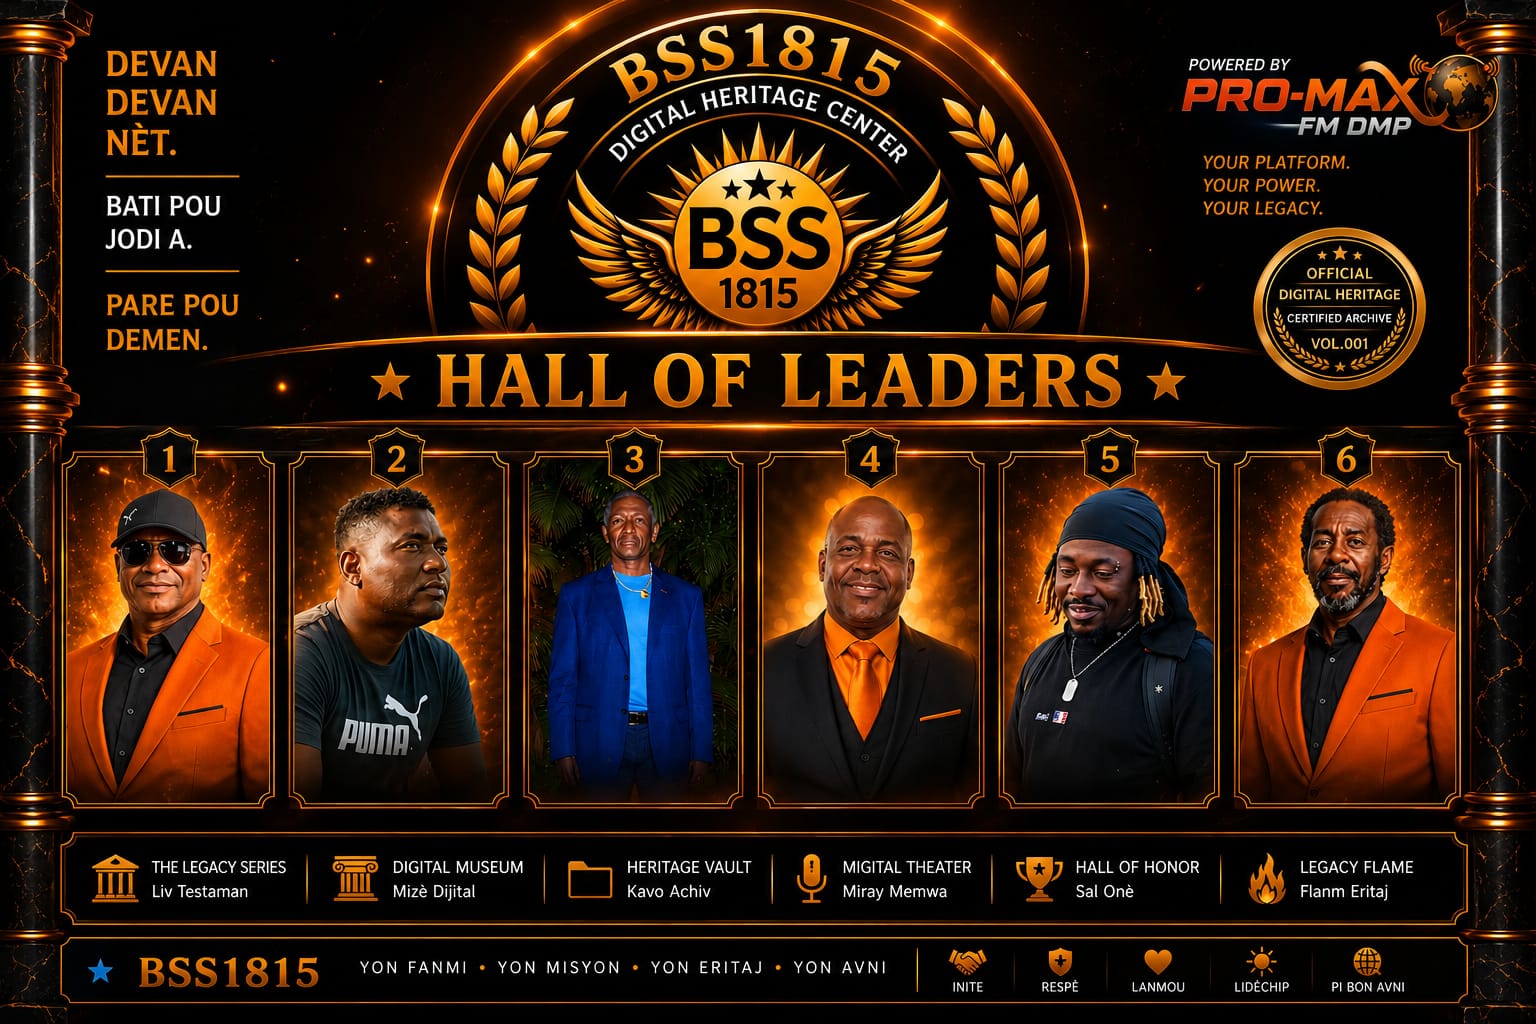 DEVAN
DEVAN
NÈT.
BATI POU
JODI A.
PARE POU
DEMEN.
BSS1815
DIGITAL HERITAGE CENTER
BSS
1815
POWERED BY
PRO-MAX
FM DMP
YOUR PLATFORM.
YOUR POWER.
YOUR LEGACY.
OFFICIAL
DIGITAL HERITAGE
CERTIFIED ARCHIVE
VOL.001
HALL OF LEADERS
1
2
3
4
5
6
PUMA
THE LEGACY SERIES
Liv Testaman
DIGITAL MUSEUM
Mizè Dijital
HERITAGE VAULT
Kavo Achiv
MIGITAL THEATER
Miray Memwa
HALL OF HONOR
Sal Onè
LEGACY FLAME
Flanm Eritaj
BSS1815
YON FANMI • YON MISYON • YON ERITAJ • YON AVNI
INITE
RESPÈ
LANMOU
LIDÈCHIP
PI BON AVNI